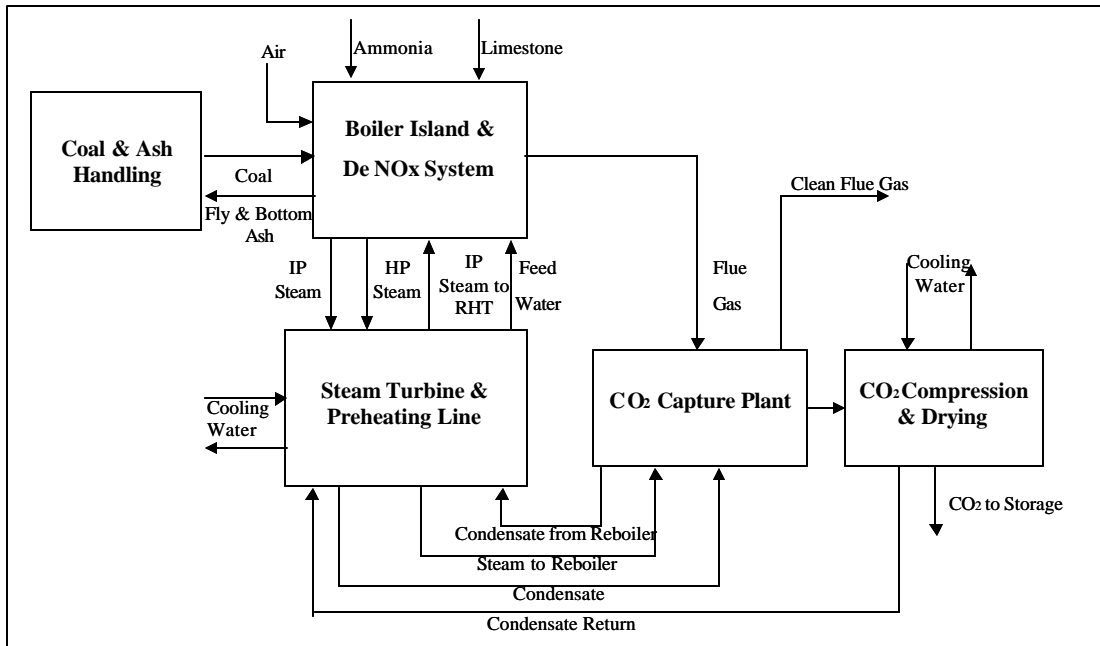 Ammonia
Limestone
Air
Coal & Ash
Handling
Boiler Island &
De NOx System
Coal
Fly & Bottom
Ash
Clean Flue Gas
IP
Steam
HP
Steam
IP
Steam to
RHT
Feed
Water
Flue
Gas
Cooling
Water
Steam Turbine &
Preheating Line
Cooling
Water
CO₂ Capture Plant
CO₂ Compression
& Drying
CO₂ to Storage
Condensate from Reboiler
Steam to Reboiler
Condensate
Condensate Return